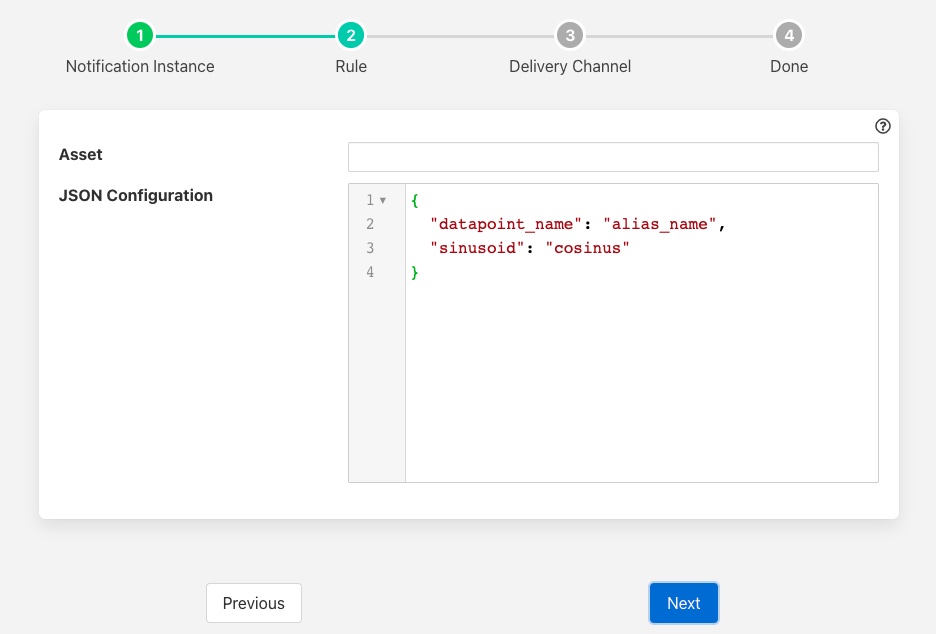 1 2 3 4
Notification Instance Rule Delivery Channel Done
?
Asset
JSON Configuration
1 {
2 "datapoint_name": "alias_name",
3 "sinusoid": "cosinus"
4 }
Previous Next